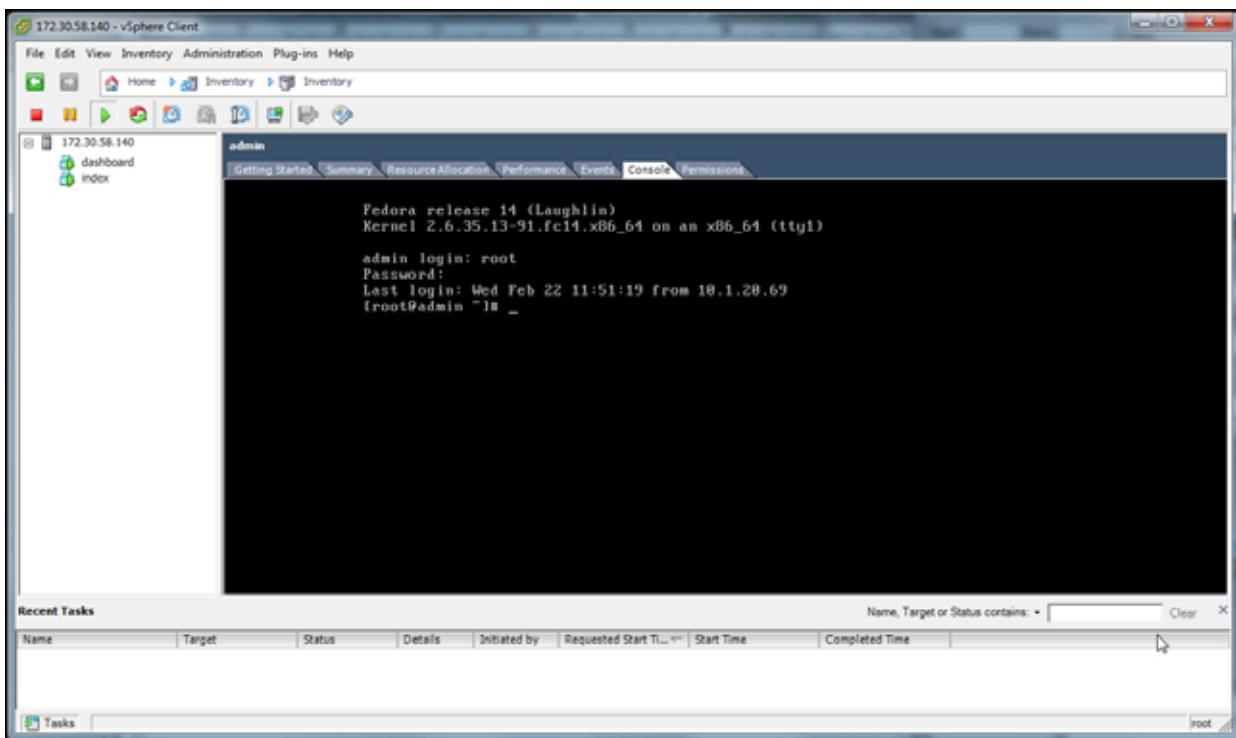 172.30.58.140 - vSphere Client
File Edit View Inventory Administration Plug-ins Help
Home Inventory Inventory
172.30.58.140
dashboard
index
admin
Getting Started Summary Resource Allocation Performance Events Console Permissions
Fedora release 14 (Laughlin)
Kernel 2.6.35.13-91.fc14.x86_64 on an x86_64 (tty1)
admin login: root
Password:
Last login: Wed Feb 22 11:51:19 from 10.1.20.69
[root@admin ~]# _
Recent Tasks
Name, Target or Status contains:
Clear
Name Target Status Details Initiated by Requested Start Ti... Start Time Completed Time
Tasks
root